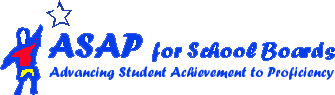 ASAP for School Boards
Advancing Student Achievement to Proficiency